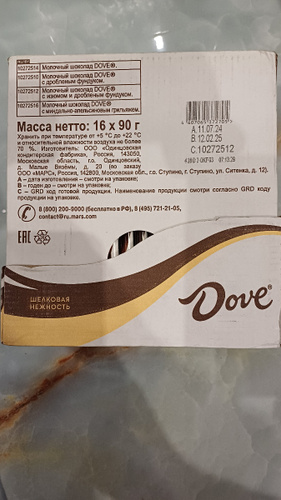 10272514 Молочный шоколад DOVE®.
10272510 Молочный шоколад DOVE®
с дробленым фундуком.
10272512 Молочный шоколад DOVE®
с изюмом и дробленым фундуком.
10272516 Молочный шоколад DOVE®
с миндально-апельсиновым грильяжем.
Масса нетто: 16 x 90 г
Хранить при температуре от +5 °C до +22 °C
и относительной влажности воздуха не более
70 %. Изготовитель: ООО «Одинцовская
кондитерская фабрика», Россия, 143050,
Московская область, г.о. Одинцовский,
д. Малые Вязёмы, д. 20 (по заказу
ООО «МАРС», Россия, 142800, Московская обл., г.о. Ступино, г. Ступино, ул. Ситенка, д. 12).
A – дата изготовления – смотри на упаковке;
B – годен до – смотри на упаковке;
C – GRD код готовой продукции. Наименование продукции смотри согласно GRD коду
продукции на упаковке.
8 (800) 200-9000 (бесплатно в РФ), 8 (495) 721-21-05,
contact@ru.mars.com
A.11.07.24
B.12.02.25
C.10272512
EAC
ШЕЛКОВАЯ
НЕЖНОСТЬ
Dove®